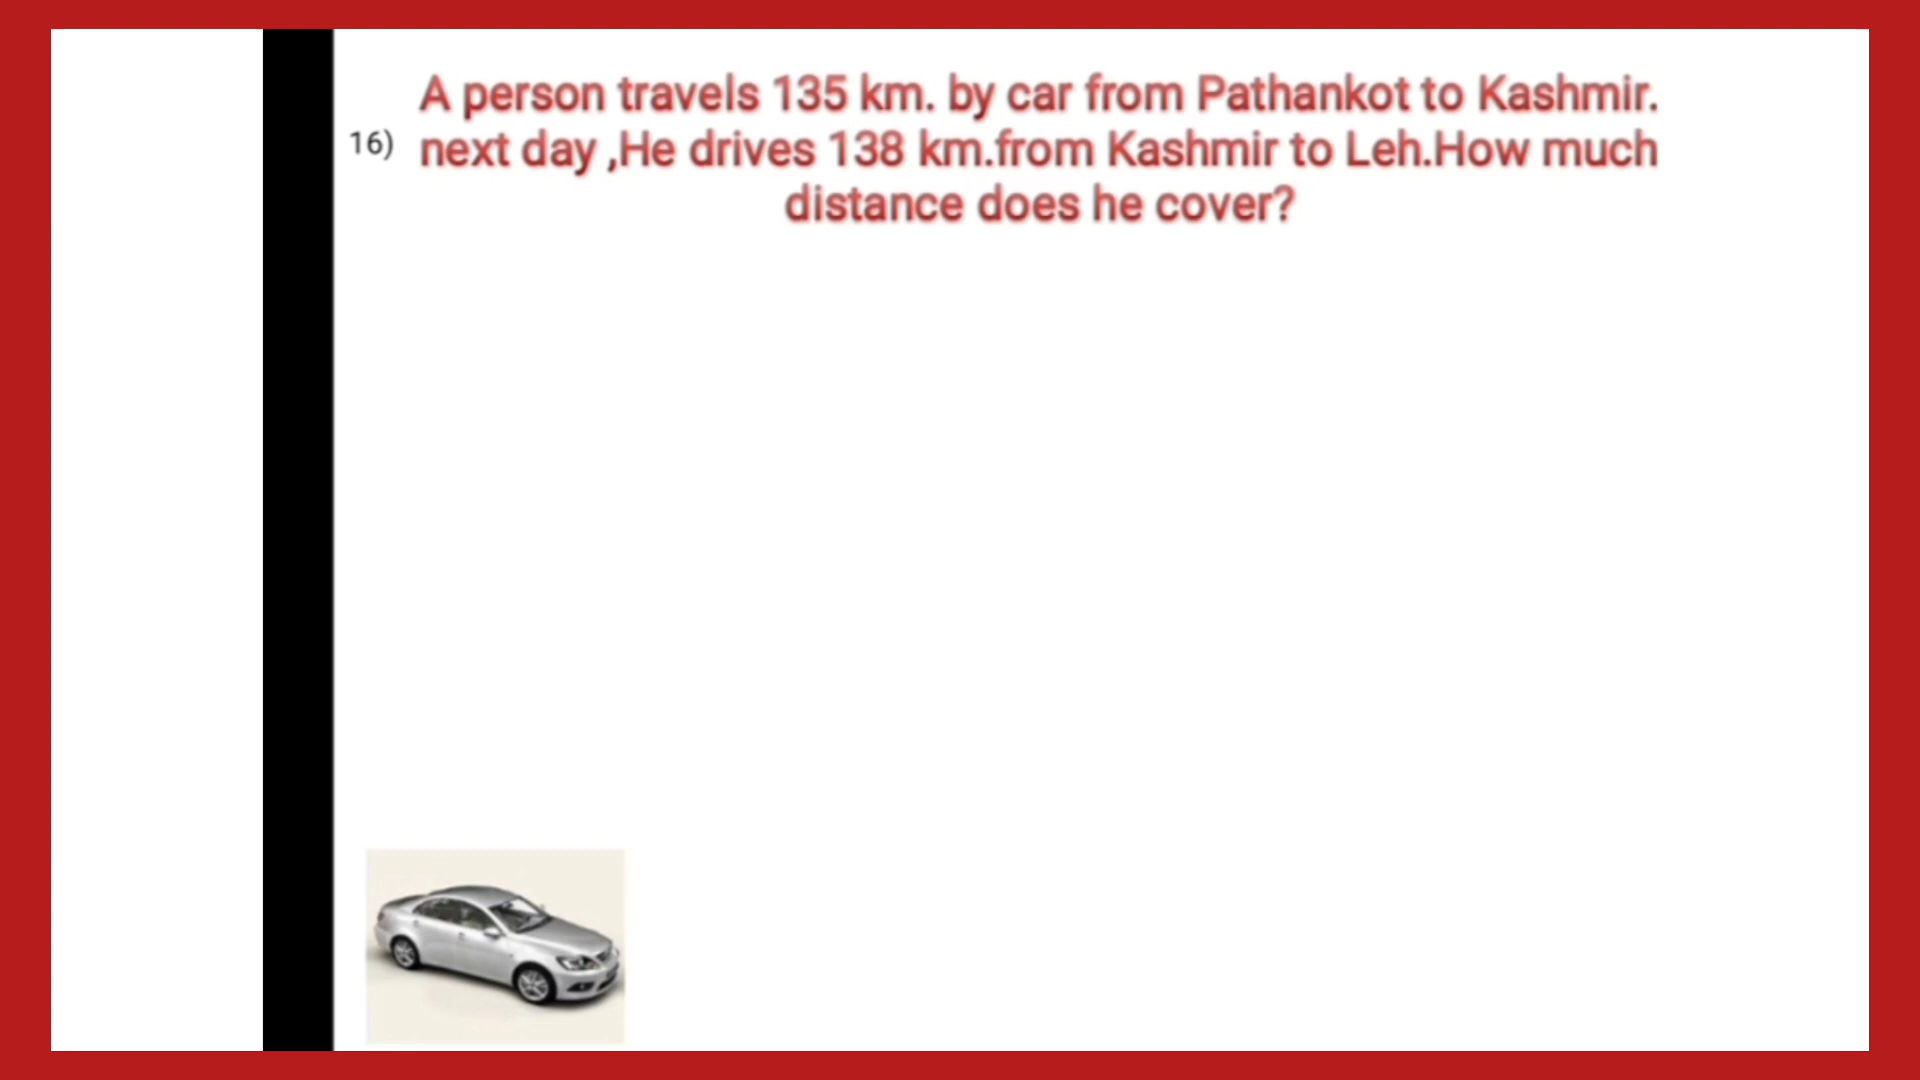 A person travels 135 km. by car from Pathankot to Kashmir.
16) next day ,He drives 138 km.from Kashmir to Leh.How much
distance does he cover?